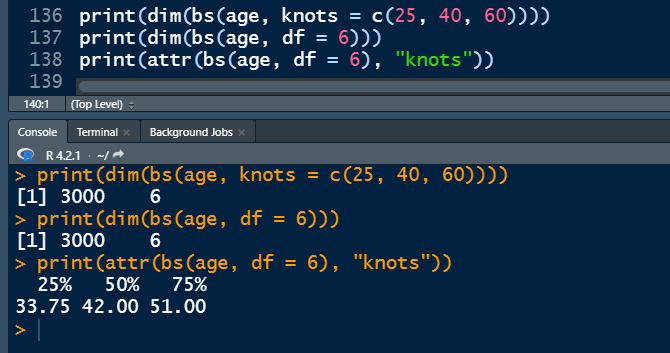 136 print(dim(bs(age, knots = c(25, 40, 60))))
137 print(dim(bs(age, df = 6)))
138 print(attr(bs(age, df = 6), "knots"))
139
140:1 (Top Level)
Console Terminal Background Jobs
R 4.2.1 · ~/
> print(dim(bs(age, knots = c(25, 40, 60))))
[1] 3000    6
> print(dim(bs(age, df = 6)))
[1] 3000    6
> print(attr(bs(age, df = 6), "knots"))
  25%   50%   75%
33.75 42.00 51.00
>